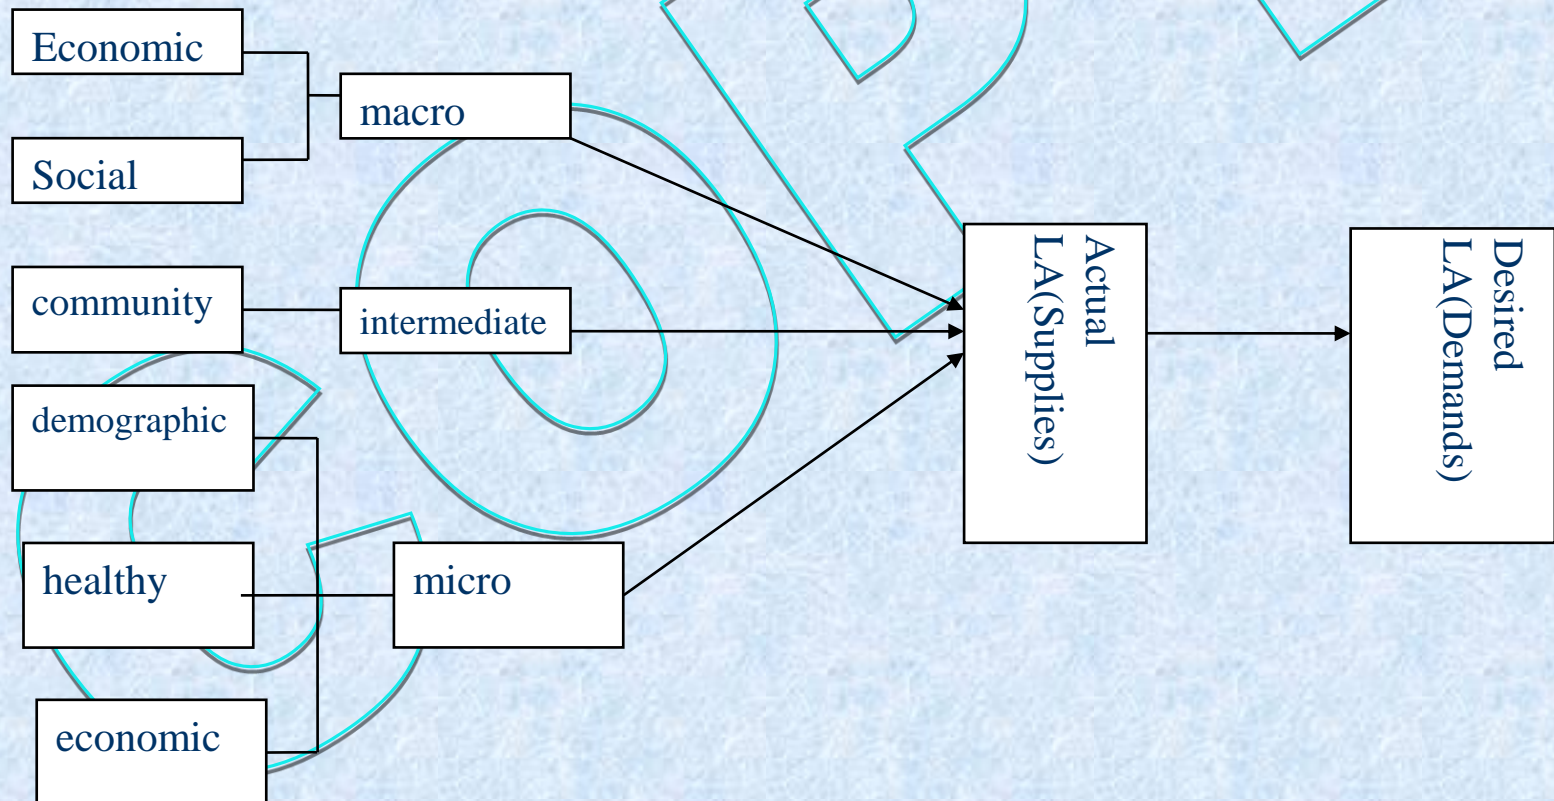 Economic
macro
Social
community
intermediate
demographic
healthy
micro
economic
Actual
LA(Supplies)
Desired
LA(Demands)